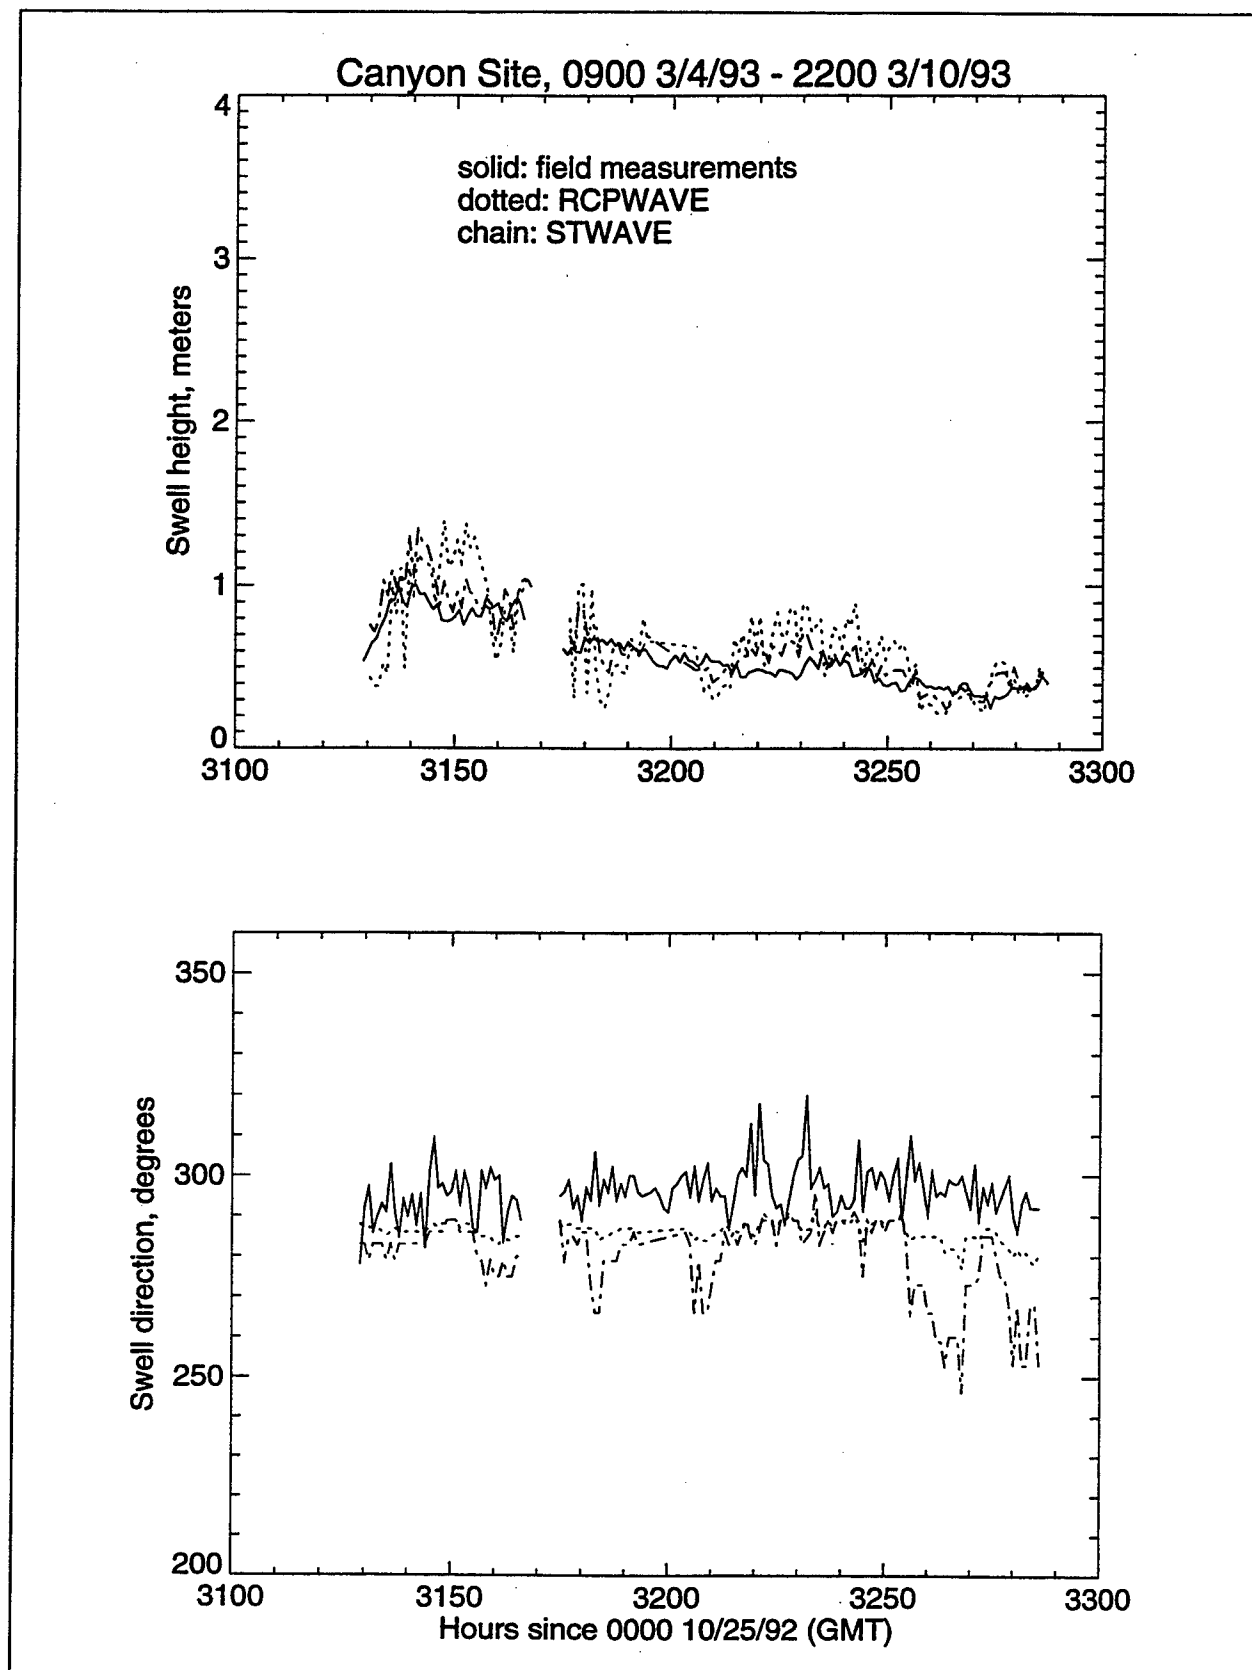 Canyon Site, 0900 3/4/93 - 2200 3/10/93
4
solid: field measurements
dotted: RCPWAVE
chain: STWAVE
3
Swell height, meters
2
1
0
3100 3150 3200 3250 3300
350
Swell direction, degrees
300
250
200
3100 3150 3200 3250 3300
Hours since 0000 10/25/92 (GMT)